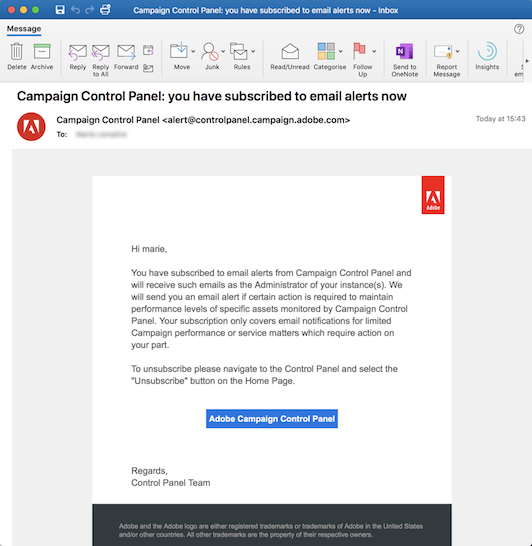 Campaign Control Panel: you have subscribed to email alerts now - Inbox
Message
Delete Archive Reply Reply to All Forward Move Junk Rules Read/Unread Categorise Follow Up Send to OneNote Report Message Insights
Campaign Control Panel: you have subscribed to email alerts now
Campaign Control Panel <alert@controlpanel.campaign.adobe.com>
Today at 15:43
To:
Adobe
Hi marie,
You have subscribed to email alerts from Campaign Control Panel and
will receive such emails as the Administrator of your instance(s). We
will send you an email alert if certain action is required to maintain
performance levels of specific assets monitored by Campaign Control
Panel. Your subscription only covers email notifications for limited
Campaign performance or service matters which require action on
your part.
To unsubscribe please navigate to the Control Panel and select the
"Unsubscribe" button on the Home Page.
Adobe Campaign Control Panel
Regards,
Control Panel Team
Adobe and the Adobe logo are either registered trademarks or trademarks of Adobe in the United States
and/or other countries. All other trademarks are the property of their respective owners.